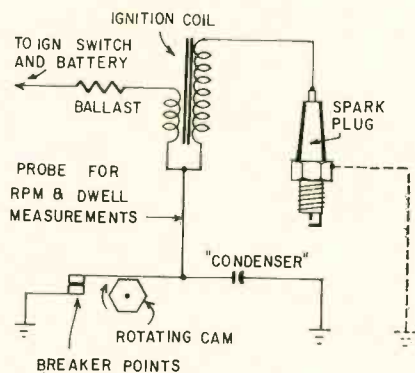 IGNITION COIL
TO IGN SWITCH
AND BATTERY
BALLAST
SPARK
PLUG
PROBE FOR
RPM & DWELL
MEASUREMENTS
"CONDENSER"
ROTATING CAM
BREAKER POINTS